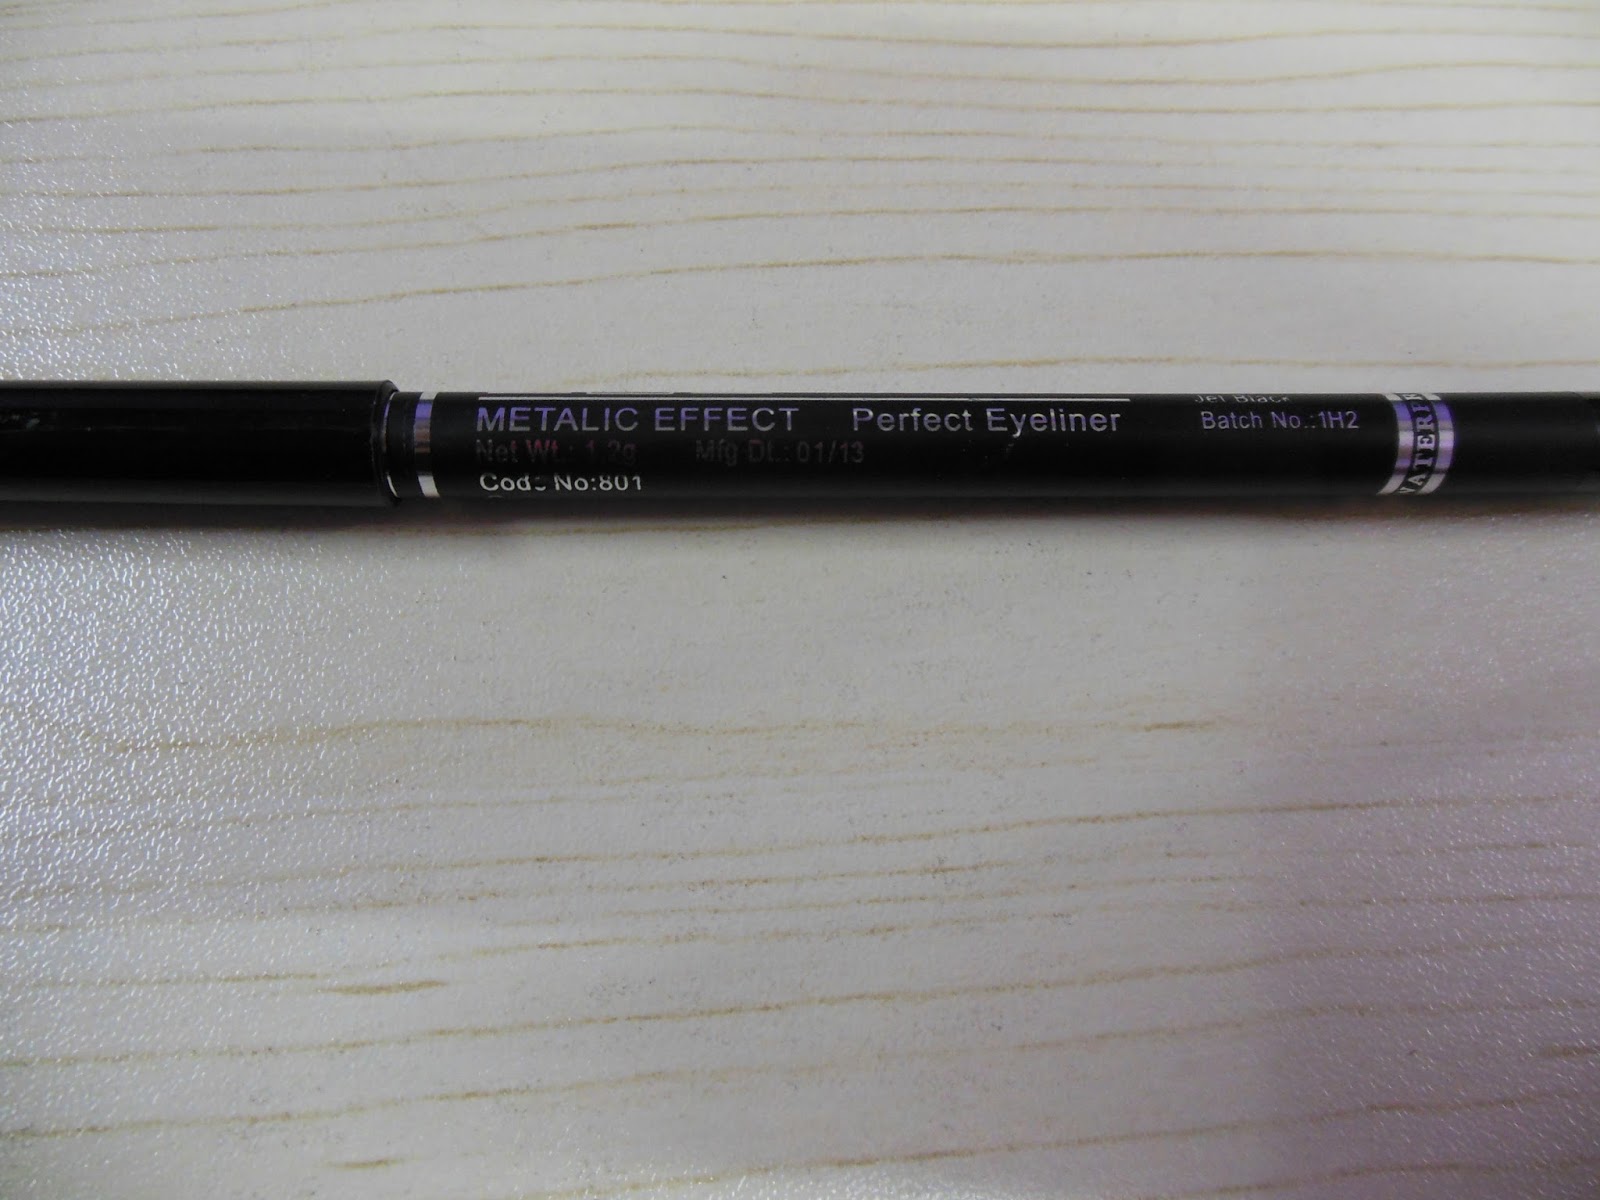 Jet Black
METALIC EFFECT Perfect Eyeliner Batch No.:1H2
Net Wt.: 1.2g Mfg Dt.: 01/13
Code No:801
WATERP